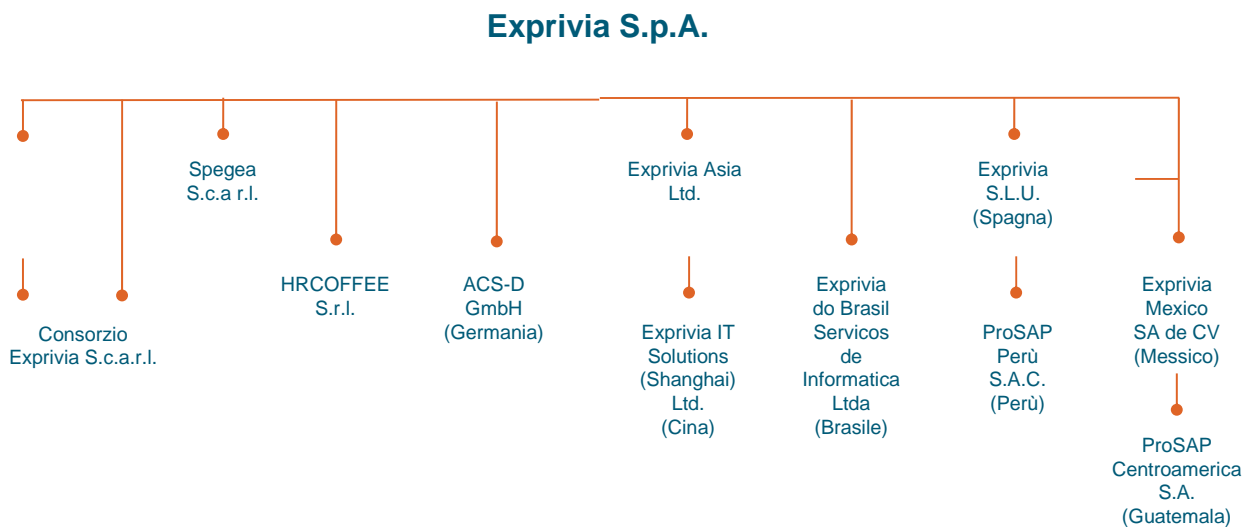 Exprivia S.p.A.
Spegea
S.c.a r.l.
Exprivia Asia
Ltd.
Exprivia
S.L.U.
(Spagna)
HRCOFFEE
S.r.l.
ACS-D
GmbH
(Germania)
Exprivia
do Brasil
Servicos
de
Informatica
Ltda
(Brasile)
Exprivia
Mexico
SA de CV
(Messico)
Consorzio
Exprivia S.c.a.r.l.
Exprivia IT
Solutions
(Shanghai)
Ltd.
(Cina)
ProSAP
Perù
S.A.C.
(Perù)
ProSAP
Centroamerica
S.A.
(Guatemala)